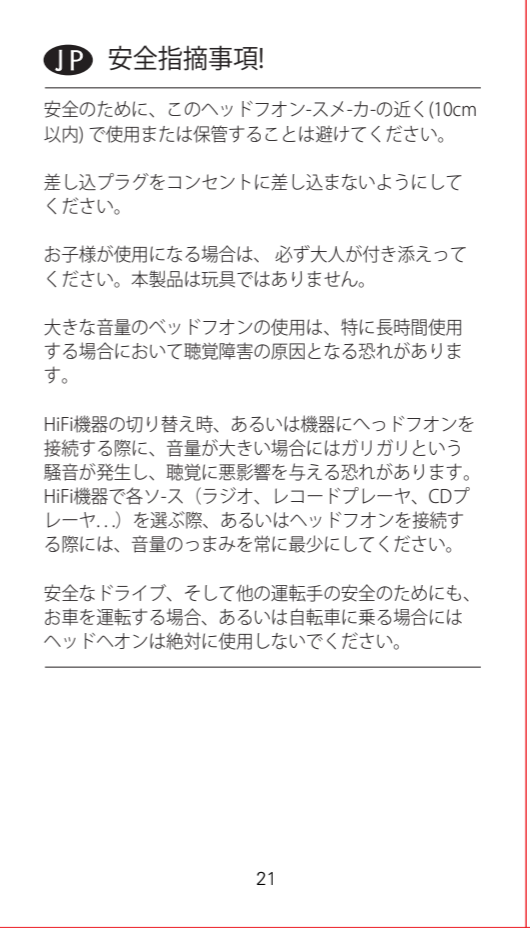 JP 安全指摘事項!
安全のために、このヘッドフオン-スメ-カ-の近く(10cm
以内) で使用または保管することは避けてください。
差し込プラグをコンセントに差し込まないようにして
ください。
お子様が使用になる場合は、 必ず大人が付き添えって
ください。本製品は玩具ではありません。
大きな音量のベッドフオンの使用は、特に長時間使用
する場合において聴覚障害の原因となる恐れがありま
す。
HiFi機器の切り替え時、あるいは機器にへっドフオンを
接続する際に、音量が大きい場合にはガリガリという
騒音が発生し、聴覚に悪影響を与える恐れがあります。
HiFi機器で各ソ-ス（ラジオ、レコードプレーヤ、CDプ
レーヤ…）を選ぶ際、あるいはヘッドフオンを接続す
る際には、音量のっまみを常に最少にしてください。
安全なドライブ、そして他の運転手の安全のためにも、
お車を運転する場合、あるいは自転車に乗る場合には
ヘッドヘオンは絶対に使用しないでください。
21